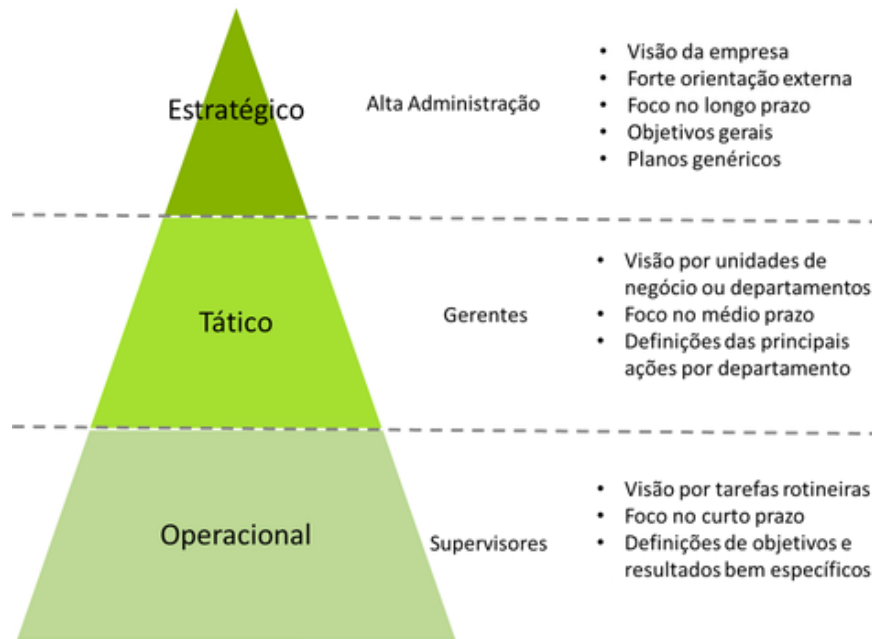 Estratégico
Alta Administração
• Visão da empresa
• Forte orientação externa
• Foco no longo prazo
• Objetivos gerais
• Planos genéricos
Tático
Gerentes
• Visão por unidades de
negócio ou departamentos
• Foco no médio prazo
• Definições das principais
ações por departamento
Operacional
Supervisores
• Visão por tarefas rotineiras
• Foco no curto prazo
• Definições de objetivos e
resultados bem específicos